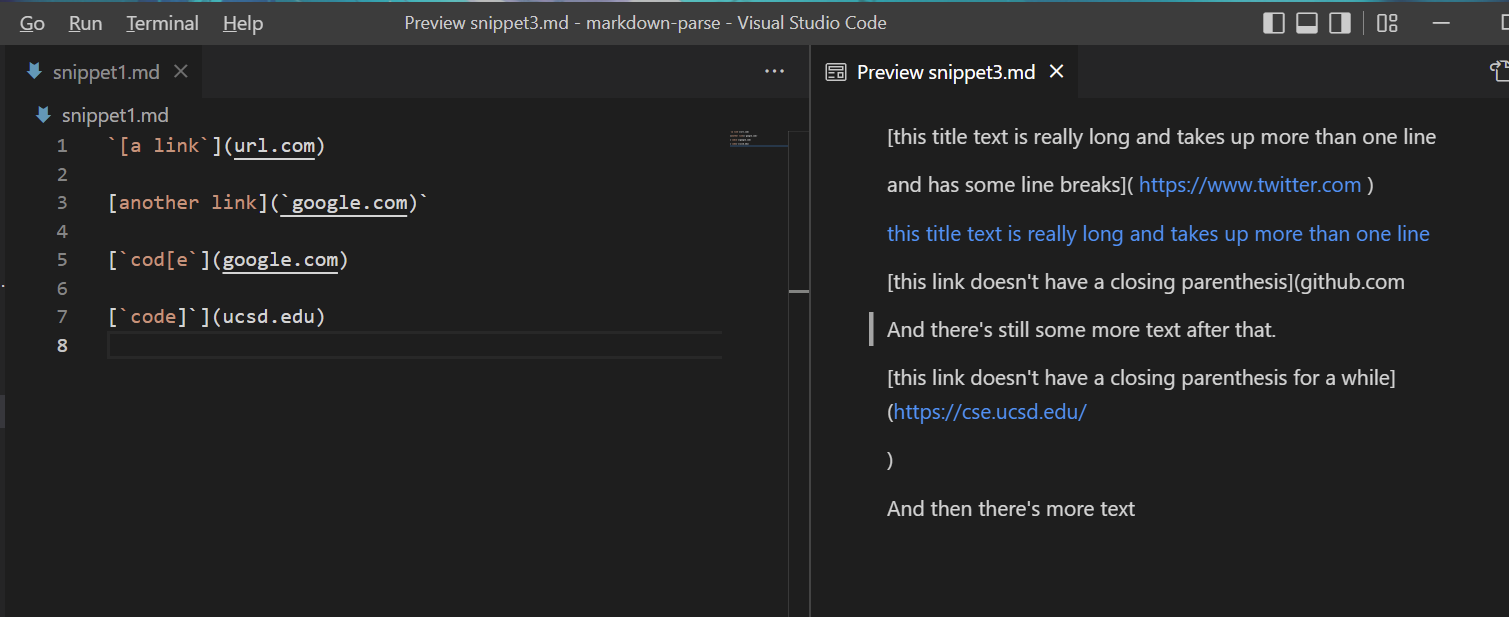 Go Run Terminal Help Preview snippet3.md - markdown-parse - Visual Studio Code
snippet1.md
snippet1.md
1 `[a link`](url.com)
2
3 [another link](`google.com)`
4
5 [`cod[e`](google.com)
6
7 [`code]`](ucsd.edu)
8
Preview snippet3.md
[this title text is really long and takes up more than one line
and has some line breaks]( https://www.twitter.com )
this title text is really long and takes up more than one line
[this link doesn't have a closing parenthesis](github.com
And there's still some more text after that.
[this link doesn't have a closing parenthesis for a while]
(https://cse.ucsd.edu/
)
And then there's more text